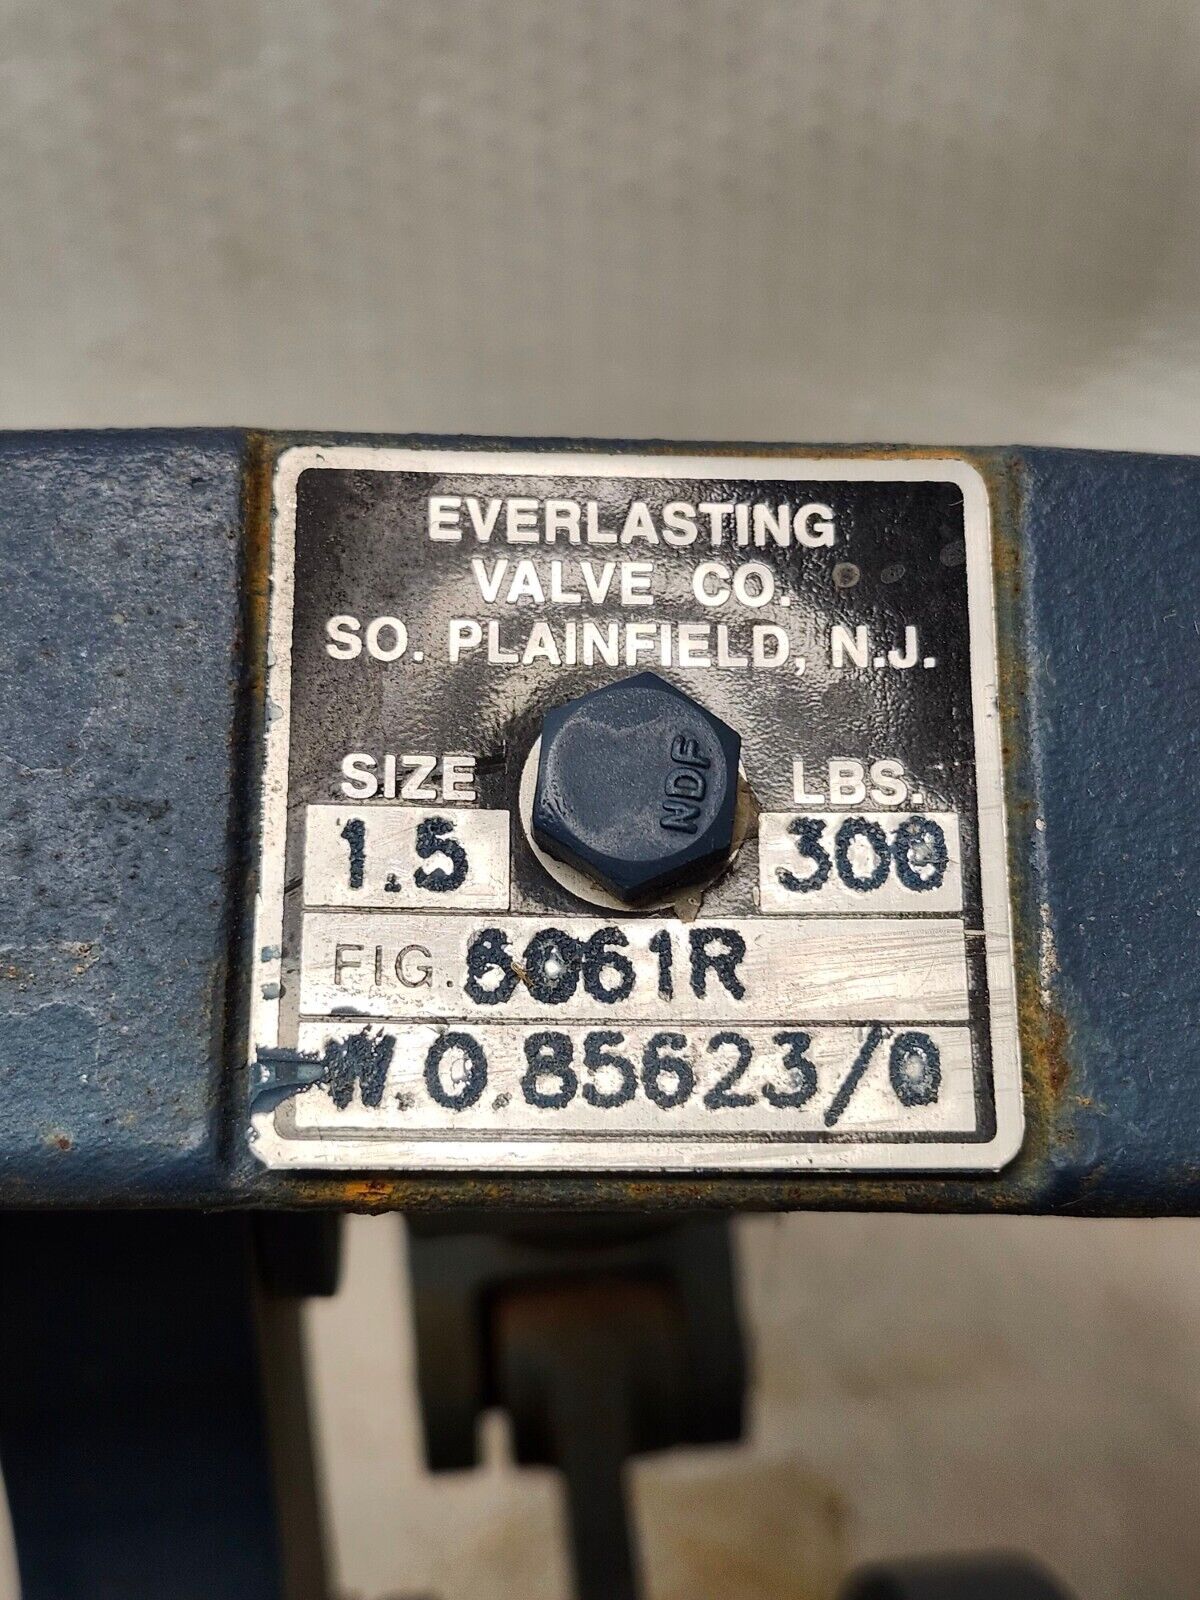 EVERLASTING
VALVE CO.
SO. PLAINFIELD, N.J.
NDF
SIZE LBS.
1.5 300
FIG. 6061R
W.O.85623/0